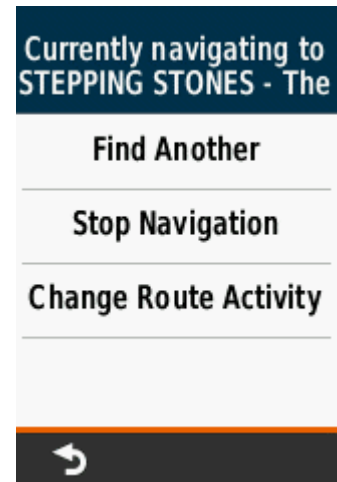 Currently navigating to
STEPPING STONES - The
Find Another
Stop Navigation
Change Route Activity